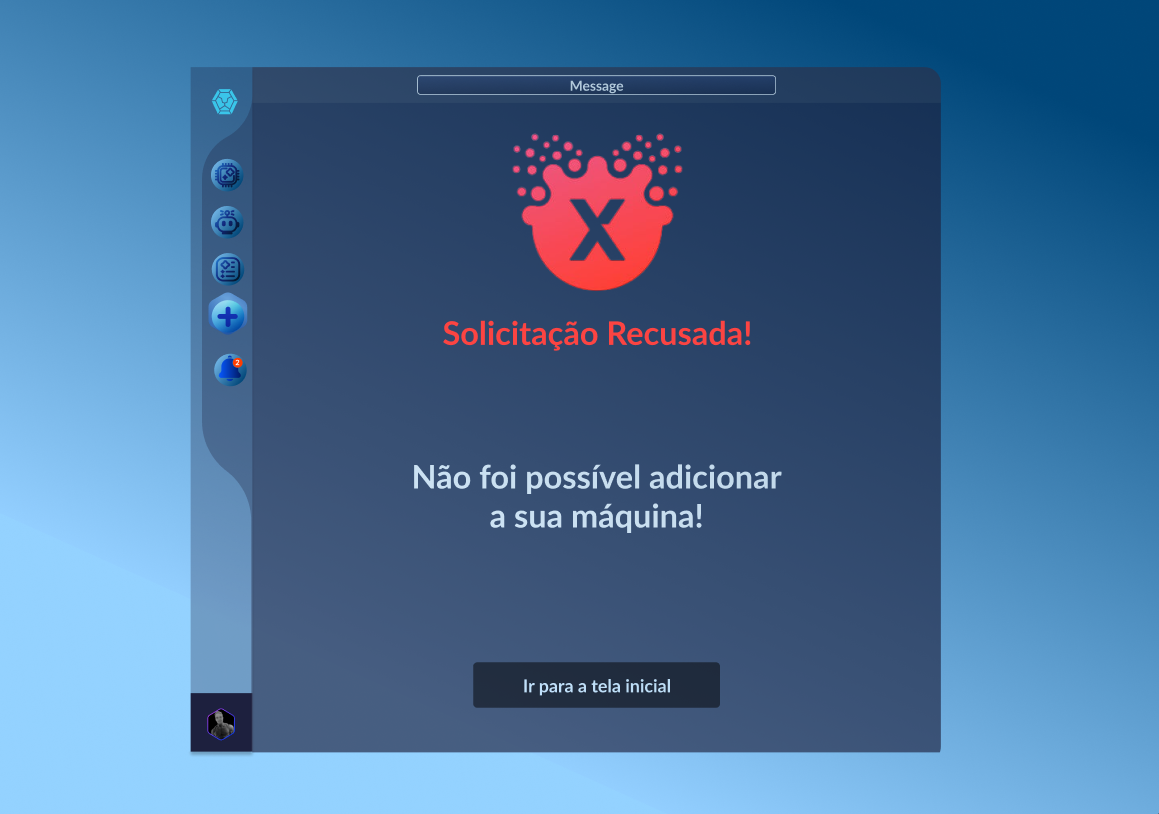 Message
X
2
Solicitação Recusada!
Não foi possível adicionar
a sua máquina!
Ir para a tela inicial